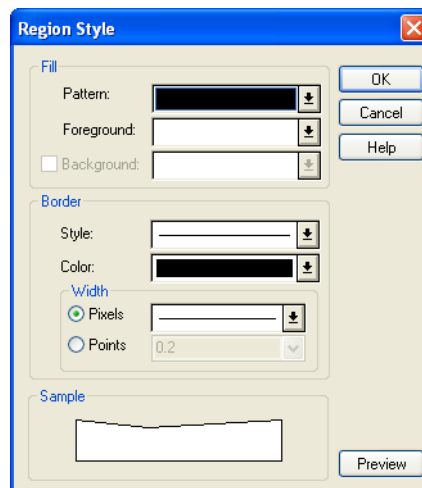 Region Style
Fill
Pattern:
Foreground:
Background:
OK
Cancel
Help
Border
Style:
Color:
Width
Pixels
Points
0.2
Sample
Preview